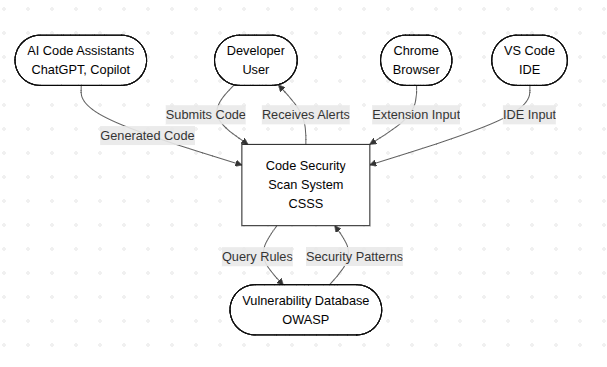 AI Code Assistants
ChatGPT, Copilot
Developer
User
Chrome
Browser
VS Code
IDE
Submits Code
Receives Alerts
Extension Input
IDE Input
Generated Code
Code Security
Scan System
CSSS
Query Rules
Security Patterns
Vulnerability Database
OWASP